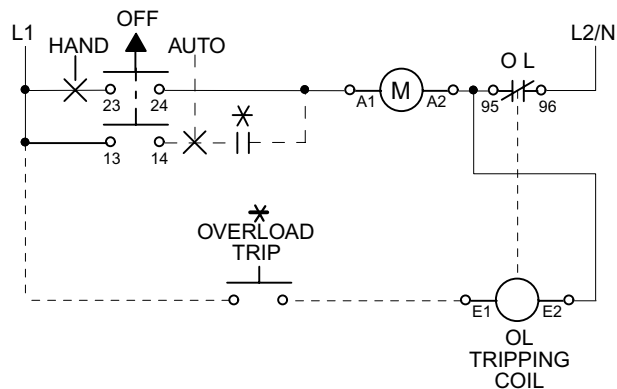 OFF
L1
HAND
AUTO
L2/N
O L
23
24
A1
M
A2
95
96
13
14
OVERLOAD
TRIP
E1
E2
OL
TRIPPING
COIL